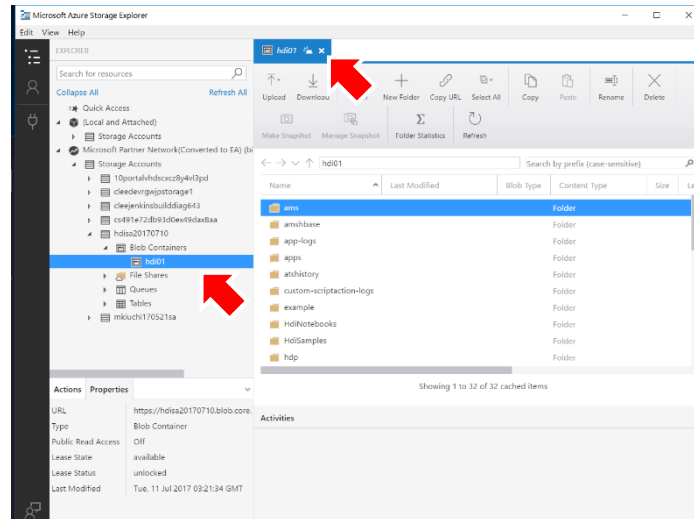 Microsoft Azure Storage Explorer
Edit View Help
EXPLORER
Search for resources
Collapse All Refresh All
Quick Access
(Local and Attached)
Storage Accounts
Microsoft Partner Network(Converted to EA) (bi
Storage Accounts
10portalvhdscxcz8y4vl3pd
cleedevrgwjpstorage1
cleejenkinsbuilddiag643
cs491e72db93d0ex49dax8aa
hdisa20170710
Blob Containers
hdi01
File Shares
Queues
Tables
mkiuchi170521sa
Actions Properties
URL https://hdisa20170710.blob.core.
Type Blob Container
Public Read Access Off
Lease State available
Lease Status unlocked
Last Modified Tue, 11 Jul 2017 03:21:34 GMT
hdi01
Upload Download New Folder Copy URL Select All Copy Paste Rename Delete
Make Snapshot Manage Snapshot Folder Statistics Refresh
hdi01 Search by prefix (case-sensitive)
Name Last Modified Blob Type Content Type Size Le
ams Folder
amshbase Folder
app-logs Folder
apps Folder
atshistory Folder
custom-scriptaction-logs Folder
example Folder
HdiNotebooks Folder
HdiSamples Folder
hdp Folder
Showing 1 to 32 of 32 cached items
Activities